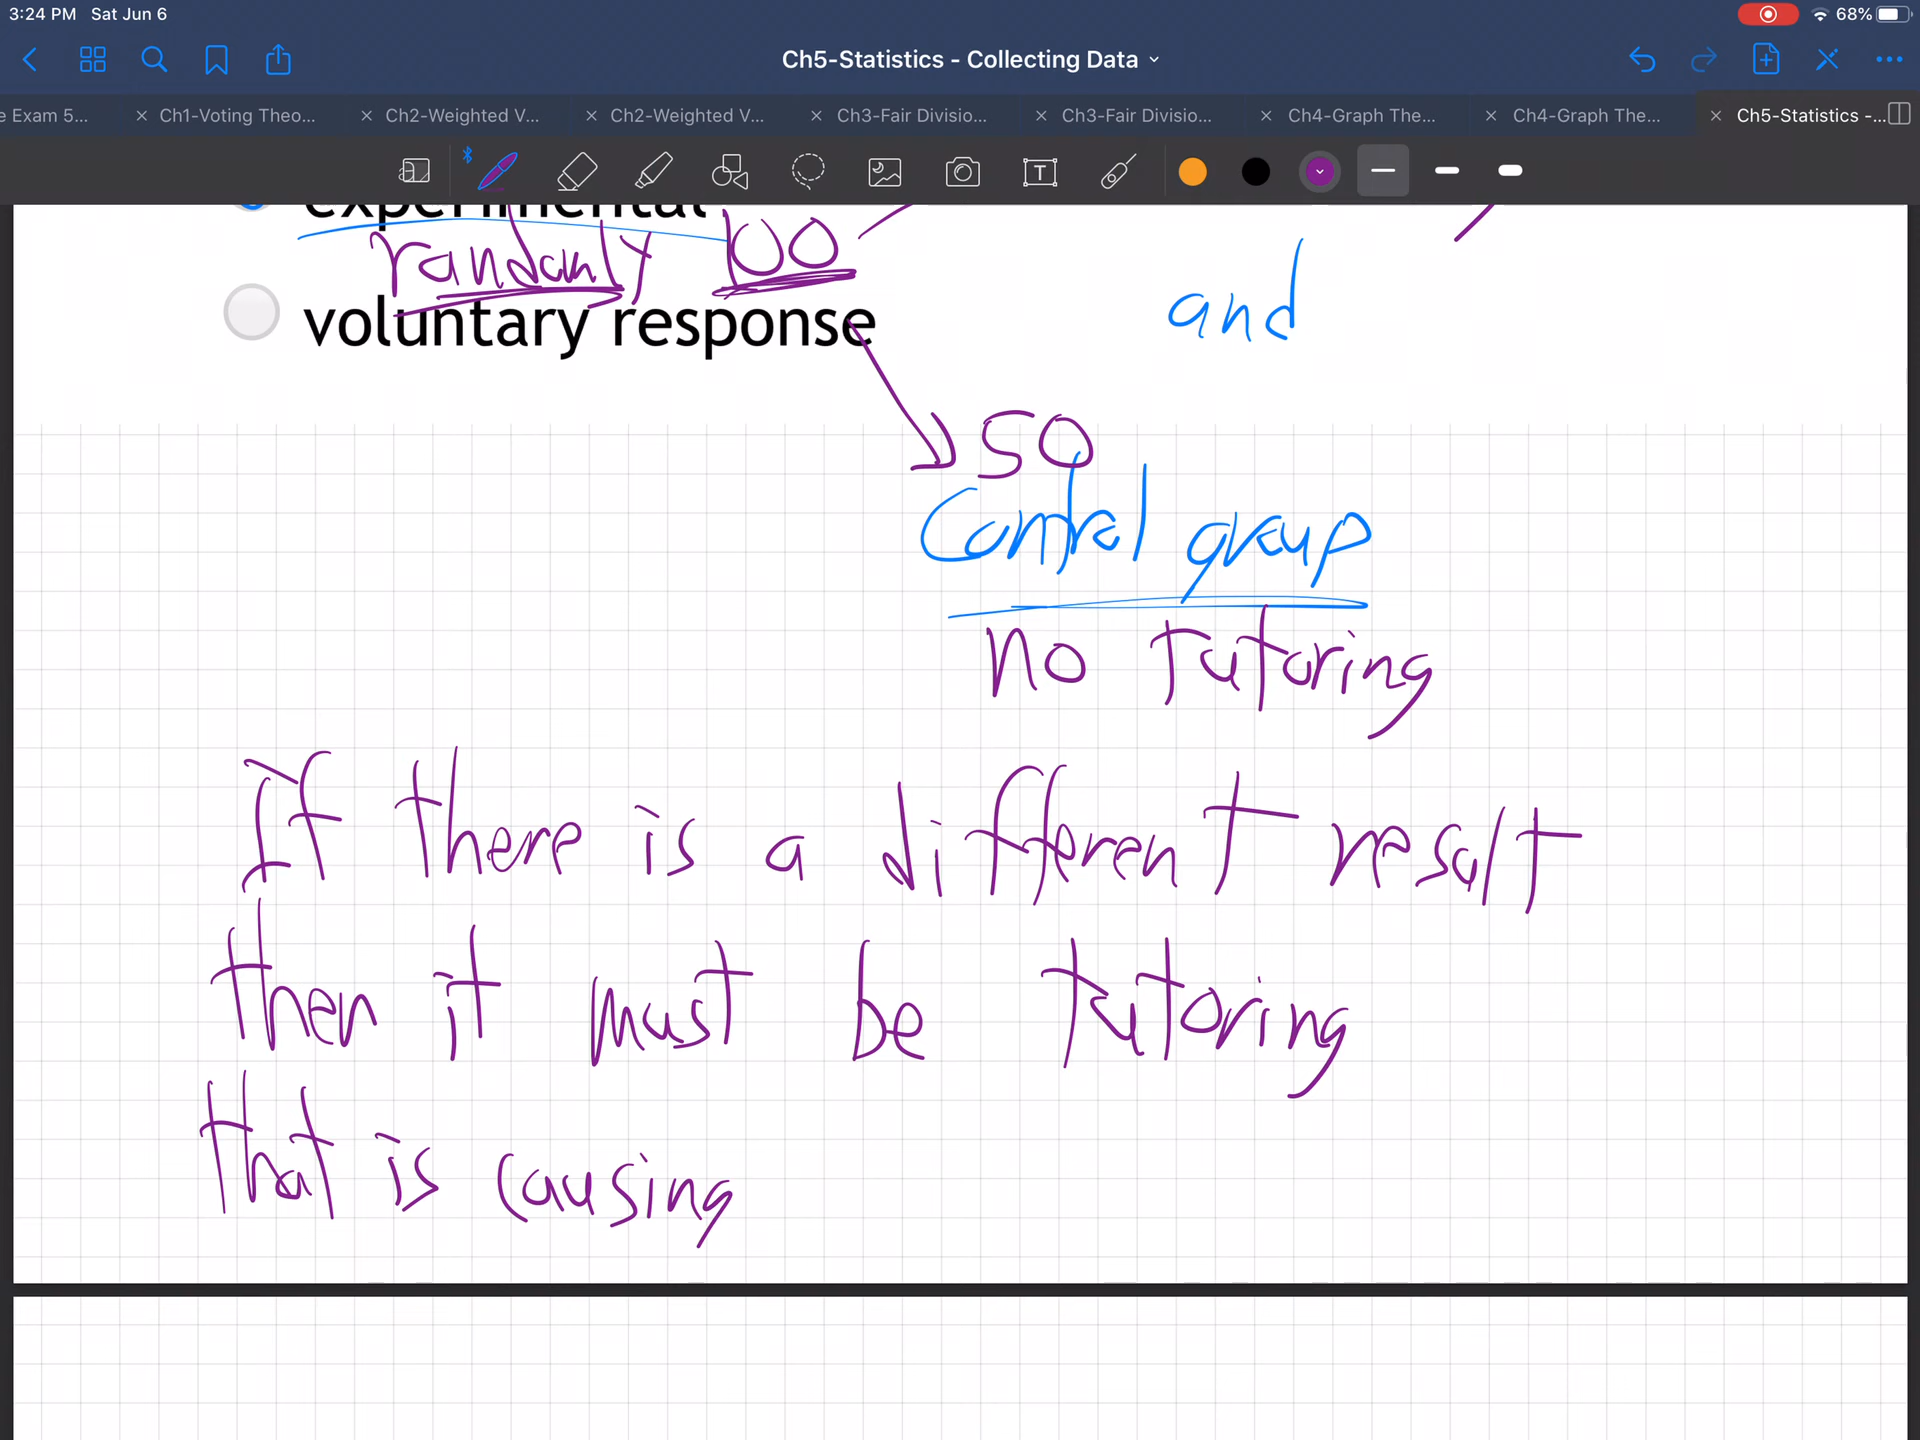 3:24 PM Sat Jun 6
68%
Ch5-Statistics - Collecting Data
e Exam 5... × Ch1-Voting Theo... × Ch2-Weighted V... × Ch2-Weighted V... × Ch3-Fair Divisio... × Ch3-Fair Divisio... × Ch4-Graph The... × Ch4-Graph The... × Ch5-Statistics -...
T
experimental
randomly 100
voluntary response
and
50
Control group
no tutoring
If there is a different result
then it must be tutoring
that is causing